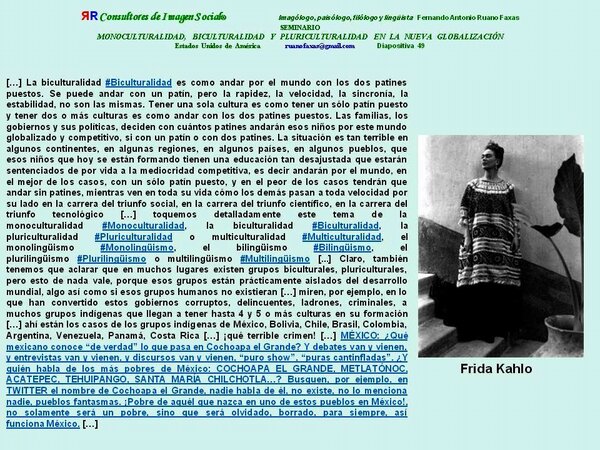 ЯR Consultores de Imagen Social® Imagólogo, paisólogo, filólogo y lingüista Fernando Antonio Ruano Faxas
SEMINARIO
MONOCULTURALIDAD, BICULTURALIDAD Y PLURICULTURALIDAD EN LA NUEVA GLOBALIZACIÓN
Estados Unidos de América ruanofaxas@gmail.com Diapositiva 49
[…] La biculturalidad #Biculturalidad es como andar por el mundo con los dos patines
puestos. Se puede andar con un patín, pero la rapidez, la velocidad, la sincronía, la
estabilidad, no son las mismas. Tener una sola cultura es como tener un sólo patín puesto
y tener dos o más culturas es como andar con los dos patines puestos. Las familias, los
gobiernos y sus políticas, deciden con cuántos patines andarán esos niños por este mundo
globalizado y competitivo, si con un patín o con dos patines. La situación es tan terrible en
algunos continentes, en algunas regiones, en algunos países, en algunos pueblos, que
esos niños que hoy se están formando tienen una educación tan desajustada que estarán
sentenciados de por vida a la mediocridad competitiva, es decir andarán por el mundo, en
el mejor de los casos, con un sólo patín puesto, y en el peor de los casos tendrán que
andar sin patines, mientras ven en toda su vida cómo los demás pasan a toda velocidad por
su lado en la carrera del triunfo social, en la carrera del triunfo científico, en la carrera del
triunfo tecnológico […] toquemos detalladamente este tema de la
monoculturalidad #Monoculturalidad, la biculturalidad #Biculturalidad, la
pluriculturalidad #Pluriculturalidad o multiculturalidad #Multiculturalidad, el
monolingüismo #Monolingüismo, el bilingüismo #Bilingüismo, el
plurilingüismo #Plurilingüismo o multilingüismo #Multilingüismo [...] Claro, también
tenemos que aclarar que en muchos lugares existen grupos biculturales, pluriculturales,
pero esto de nada vale, porque esos grupos están prácticamente aislados del desarrollo
mundial, algo así como si esos grupos humanos no existieran […] miren, por ejemplo, en lo
que han convertido estos gobiernos corruptos, delincuentes, ladrones, criminales, a
muchos grupos indígenas que llegan a tener hasta 4 y 5 o más culturas en su formación
[…] ahí están los casos de los grupos indígenas de México, Bolivia, Chile, Brasil, Colombia,
Argentina, Venezuela, Panamá, Costa Rica […] ¡qué terrible crimen! […] MÉXICO: ¿Qué
mexicano conoce “de verdad” lo que pasa en Cochoapa el Grande? Y debates van y vienen,
y entrevistas van y vienen, y discursos van y vienen, “puro show”, “puras cantinfladas”. ¿Y
quién habla de los más pobres de México: COCHOAPA EL GRANDE, METLATÓNOC,
ACATEPEC, TEHUIPANGO, SANTA MARÍA CHILCHOTLA…? Busquen, por ejemplo, en
TWITTER el nombre de Cochoapa el Grande, nadie habla de él, no existe, no lo menciona
nadie, pueblos fantasmas. ¡Pobre de aquél que nazca en uno de estos pueblos en México!,
no solamente será un pobre, sino que será olvidado, borrado, para siempre, así
funciona México. […]
Frida Kahlo